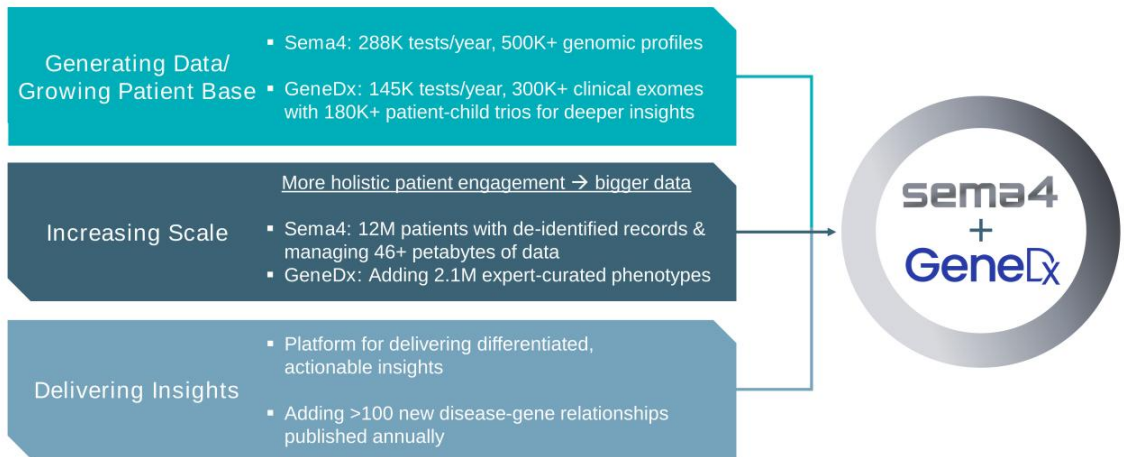 Generating Data/
Growing Patient Base
▪ Sema4: 288K tests/year, 500K+ genomic profiles
▪ GeneDx: 145K tests/year, 300K+ clinical exomes
with 180K+ patient-child trios for deeper insights
Increasing Scale
More holistic patient engagement → bigger data
▪ Sema4: 12M patients with de-identified records &
managing 46+ petabytes of data
▪ GeneDx: Adding 2.1M expert-curated phenotypes
Delivering Insights
▪ Platform for delivering differentiated,
actionable insights
▪ Adding >100 new disease-gene relationships
published annually
sema4
+
GeneDx